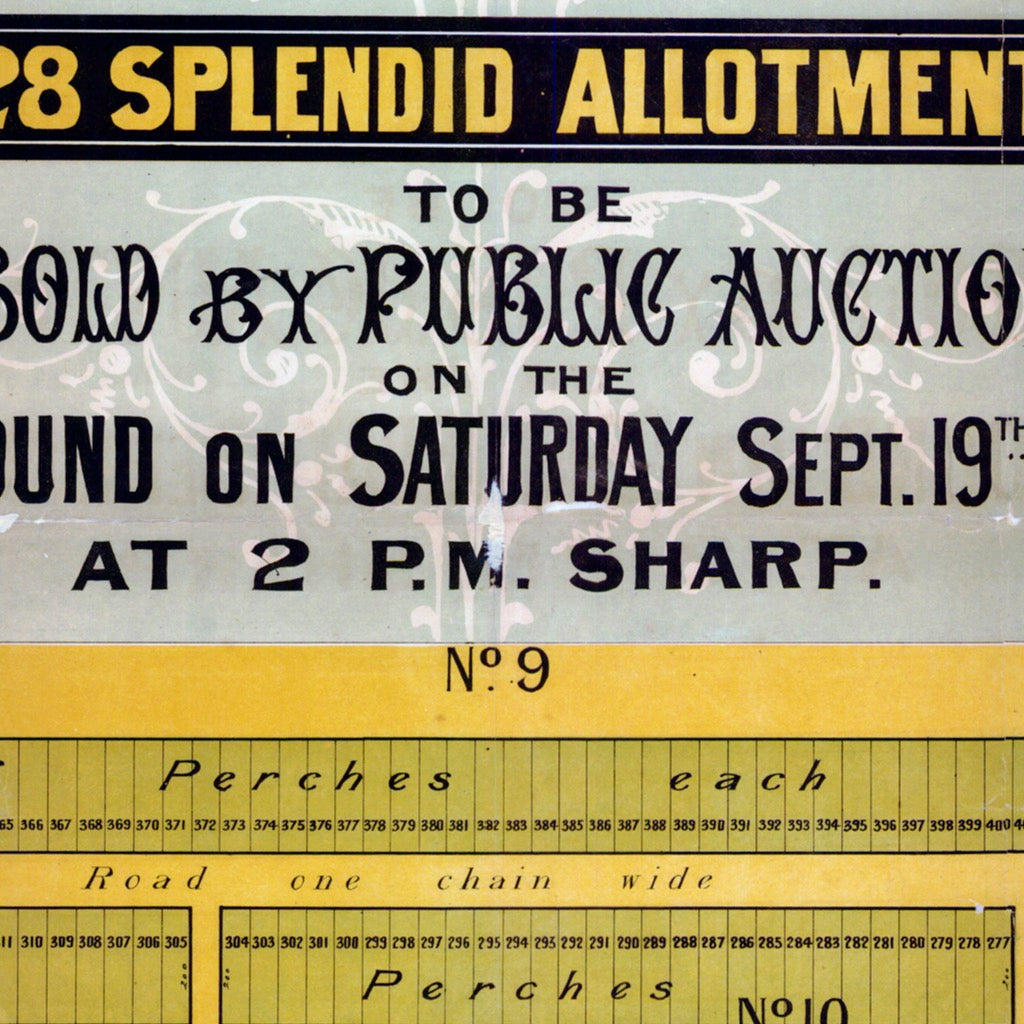 28 SPLENDID ALLOTMENT
TO BE
SOLD BY PUBLIC AUCTIO
ON THE
OUND ON SATURDAY SEPT. 19TH
AT 2 P.M. SHARP.
No. 9
Perches each
65 366 367 368 369 370 371 372 373 374 375 376 377 378 379 380 381 382 383 384 385 386 387 388 389 390 391 392 393 394 395 396 397 398 399 400
Road one chain wide
11 310 309 308 307 306 305 304 303 302 301 300 299 298 297 296 295 294 293 292 291 290 289 288 287 286 285 284 283 282 281 280 279 278 277
Perches
No. 10